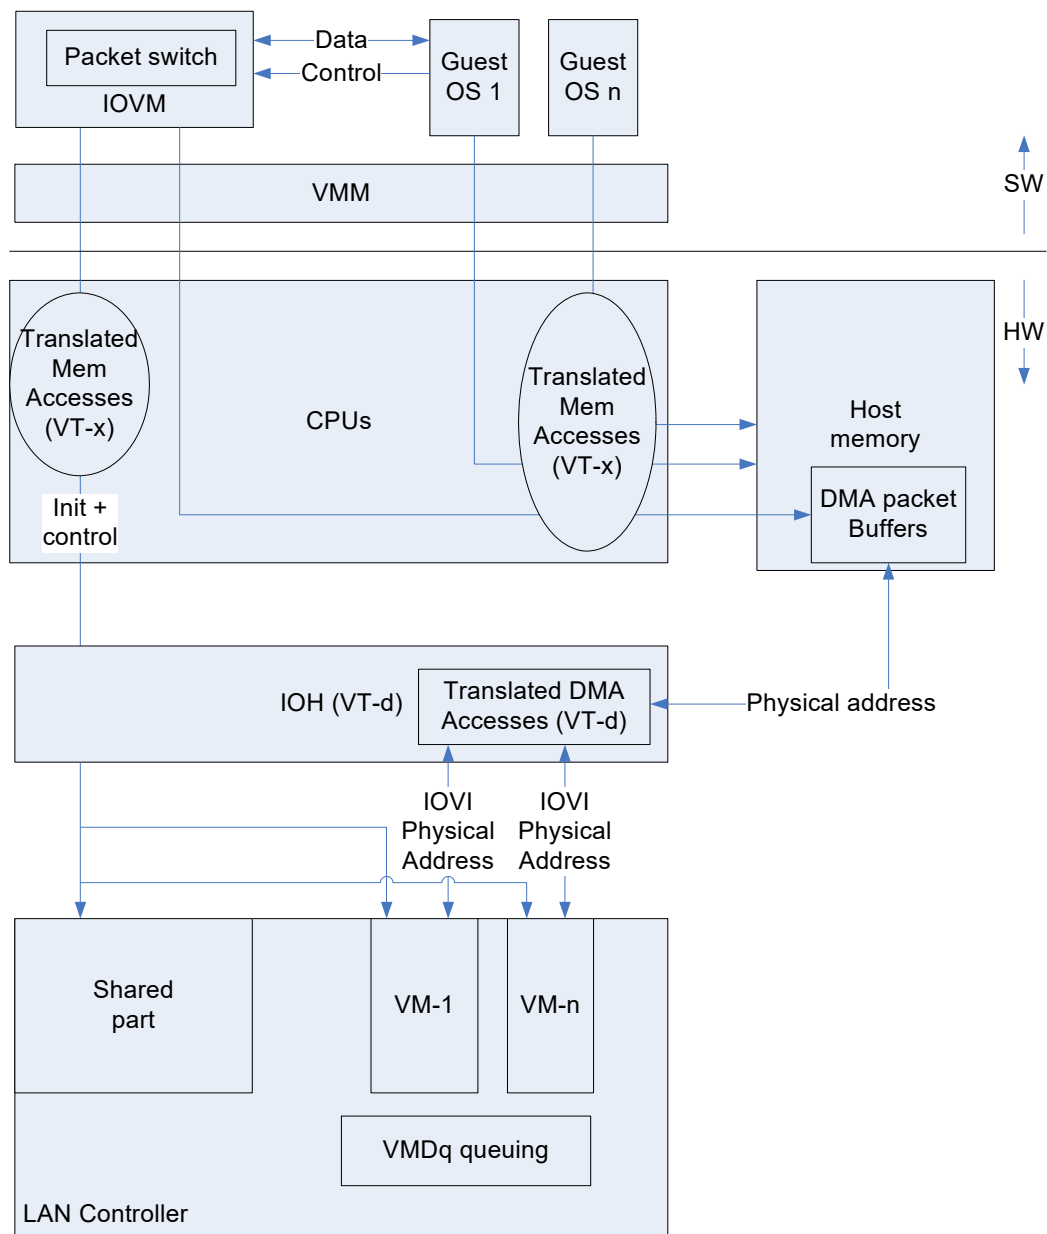 Packet switch
IOVM
Data
Control
Guest
OS 1
Guest
OS n
VMM
SW
HW
Translated
Mem
Accesses
(VT-x)
CPUs
Translated
Mem
Accesses
(VT-x)
Host
memory
DMA packet
Buffers
Init +
control
IOH (VT-d)
Translated DMA
Accesses (VT-d)
Physical address
IOVI
Physical
Address
IOVI
Physical
Address
Shared
part
VM-1
VM-n
VMDq queuing
LAN Controller